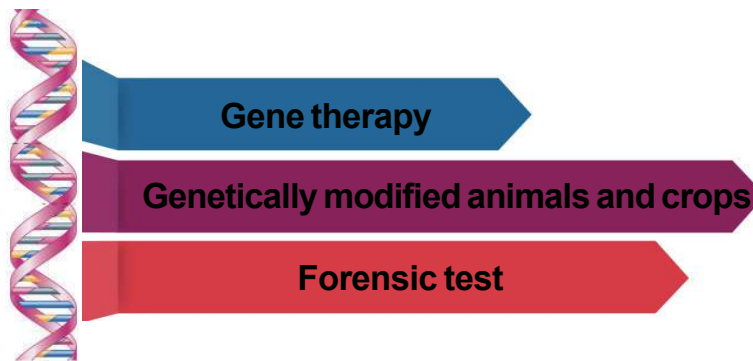 Gene therapy
Genetically modified animals and crops
Forensic test